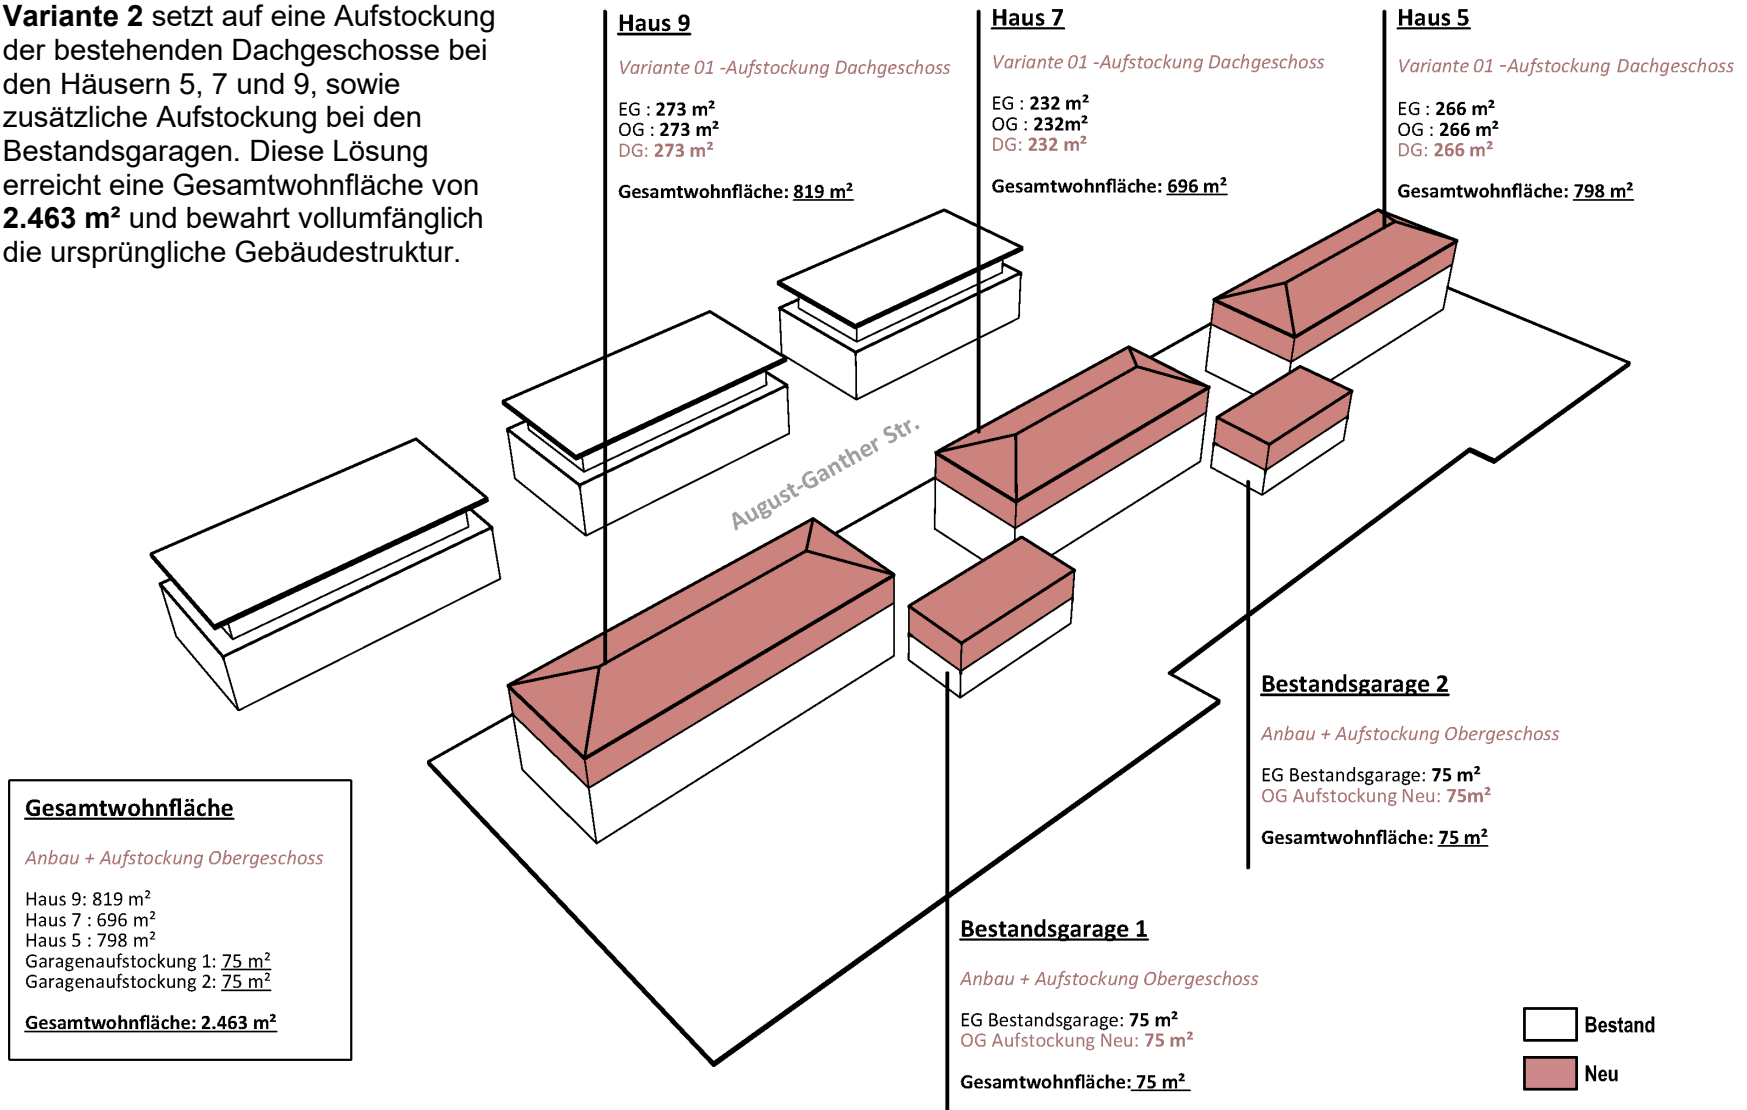 Variante 2 setzt auf eine Aufstockung
der bestehenden Dachgeschosse bei
den Häusern 5, 7 und 9, sowie
zusätzliche Aufstockung bei den
Bestandsgaragen. Diese Lösung
erreicht eine Gesamtwohnfläche von
2.463 m² und bewahrt vollumfänglich
die ursprüngliche Gebäudestruktur.
Haus 9
Variante 01 -Aufstockung Dachgeschoss
EG : 273 m²
OG : 273 m²
DG: 273 m²
Gesamtwohnfläche: 819 m²
Haus 7
Variante 01 -Aufstockung Dachgeschoss
EG : 232 m²
OG : 232m²
DG: 232 m²
Gesamtwohnfläche: 696 m²
Haus 5
Variante 01 -Aufstockung Dachgeschoss
EG : 266 m²
OG : 266 m²
DG: 266 m²
Gesamtwohnfläche: 798 m²
August-Ganther Str.
Bestandsgarage 2
Anbau + Aufstockung Obergeschoss
EG Bestandsgarage: 75 m²
OG Aufstockung Neu: 75m²
Gesamtwohnfläche: 75 m²
Gesamtwohnfläche
Anbau + Aufstockung Obergeschoss
Haus 9: 819 m²
Haus 7 : 696 m²
Haus 5 : 798 m²
Garagenaufstockung 1: 75 m²
Garagenaufstockung 2: 75 m²
Gesamtwohnfläche: 2.463 m²
Bestandsgarage 1
Anbau + Aufstockung Obergeschoss
EG Bestandsgarage: 75 m²
OG Aufstockung Neu: 75 m²
Gesamtwohnfläche: 75 m²
Bestand
Neu